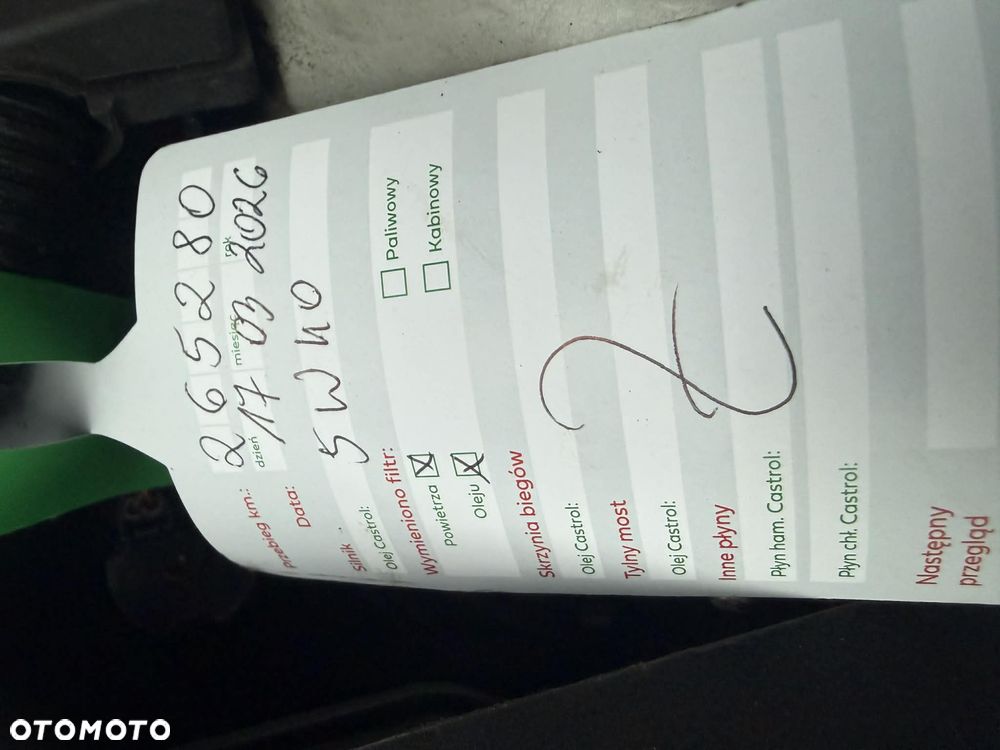 Przebieg km.: 265280
dzień miesiąc rok
Data: 17 03 2026
Silnik
Olej Castrol: 5W40
Wymieniono filtr:
Powietrza Paliwowy
Oleju Kabinowy
Skrzynia biegów
Olej Castrol:
Tylny most
Olej Castrol:
Inne płyny
Płyn ham. Castrol:
Płyn chł. Castrol:
Następny
przegląd
OTOMOTO